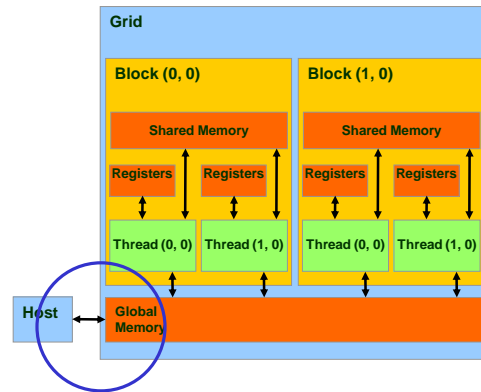 Grid
Block (0, 0)
Block (1, 0)
Shared Memory
Shared Memory
Registers
Registers
Registers
Registers
Thread (0, 0)
Thread (1, 0)
Thread (0, 0)
Thread (1, 0)
Host
Global
Memory